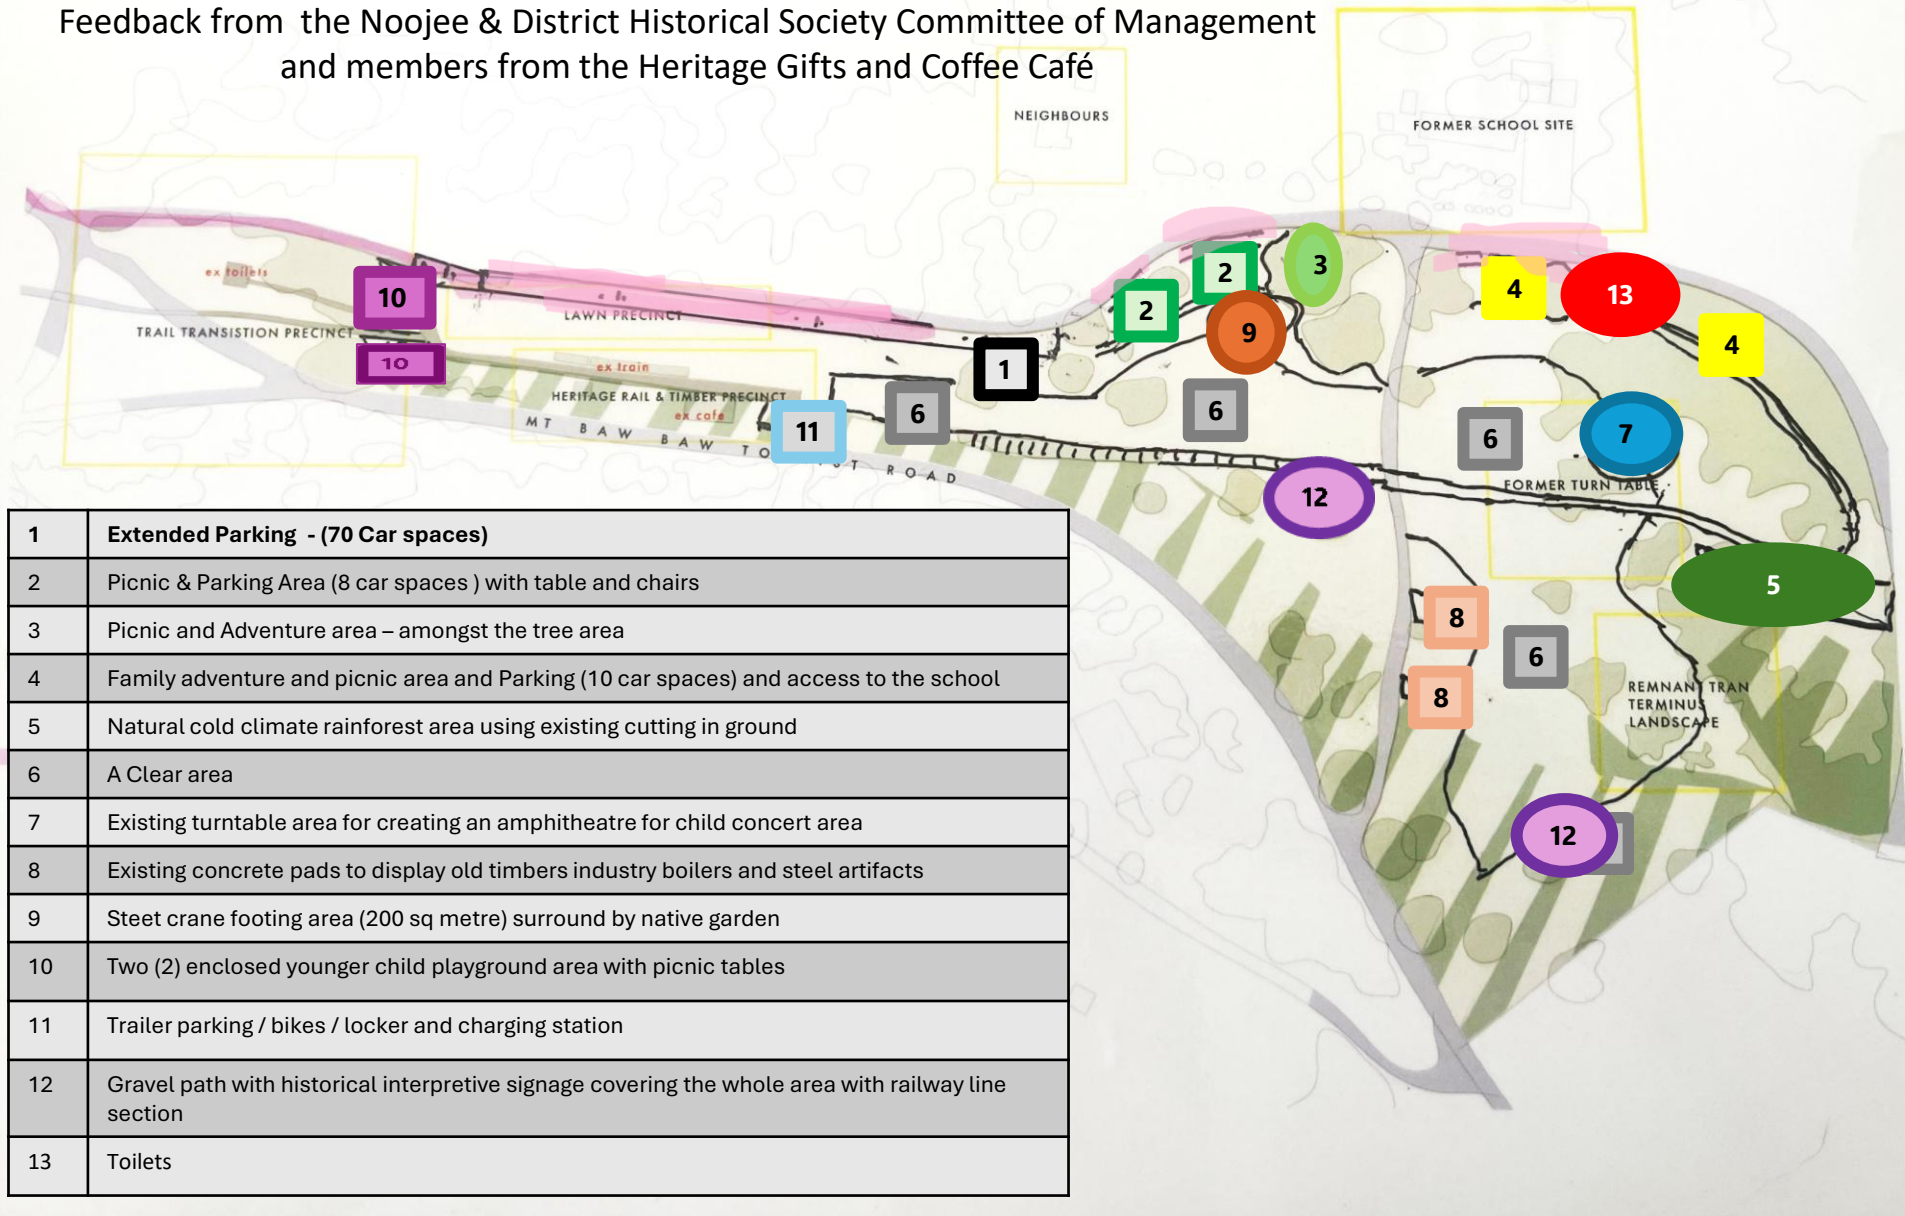 Feedback from the Noojee & District Historical Society Committee of Management
and members from the Heritage Gifts and Coffee Café
NEIGHBOURS
FORMER SCHOOL SITE
ex toilets
10
LAWN PRECINCT
TRAIL TRANSISTION PRECINCT
10
ex train
HERITAGE RAIL & TIMBER PRECINCT
ex cafe
MT BAW BAW TO ST ROAD
11
6
1
2
2
3
9
6
4
13
4
6
7
FORMER TURN TABLE
12
5
8
6
8
REMNANT TRAN
TERMINUS
LANDSCAPE
12
1 Extended Parking - (70 Car spaces)
2 Picnic & Parking Area (8 car spaces ) with table and chairs
3 Picnic and Adventure area – amongst the tree area
4 Family adventure and picnic area and Parking (10 car spaces) and access to the school
5 Natural cold climate rainforest area using existing cutting in ground
6 A Clear area
7 Existing turntable area for creating an amphitheatre for child concert area
8 Existing concrete pads to display old timbers industry boilers and steel artifacts
9 Steet crane footing area (200 sq metre) surround by native garden
10 Two (2) enclosed younger child playground area with picnic tables
11 Trailer parking / bikes / locker and charging station
12 Gravel path with historical interpretive signage covering the whole area with railway line
section
13 Toilets